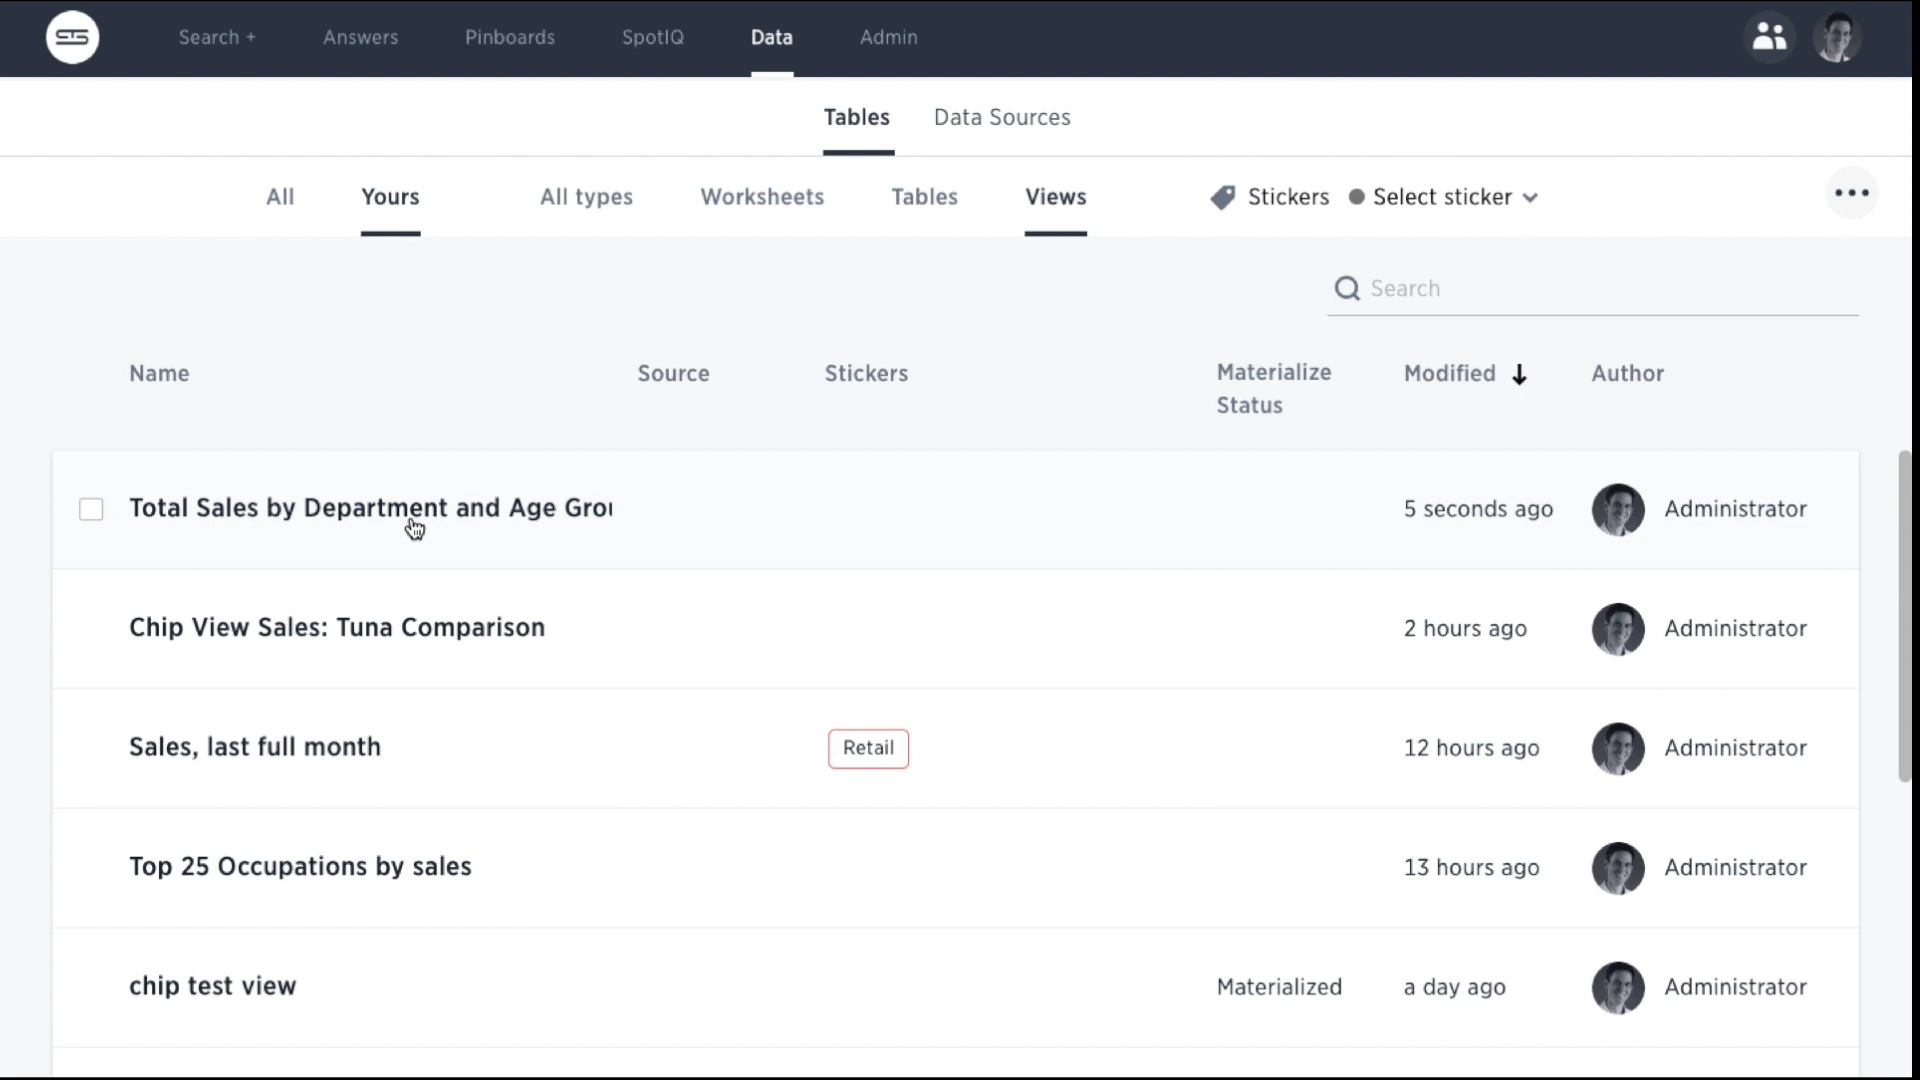 Search + Answers Pinboards SpotIQ Data Admin
Tables Data Sources
All Yours All types Worksheets Tables Views Stickers Select sticker
Search
Name Source Stickers Materialize Status Modified Author
Total Sales by Department and Age Grou 5 seconds ago Administrator
Chip View Sales: Tuna Comparison 2 hours ago Administrator
Sales, last full month Retail 12 hours ago Administrator
Top 25 Occupations by sales 13 hours ago Administrator
chip test view Materialized a day ago Administrator